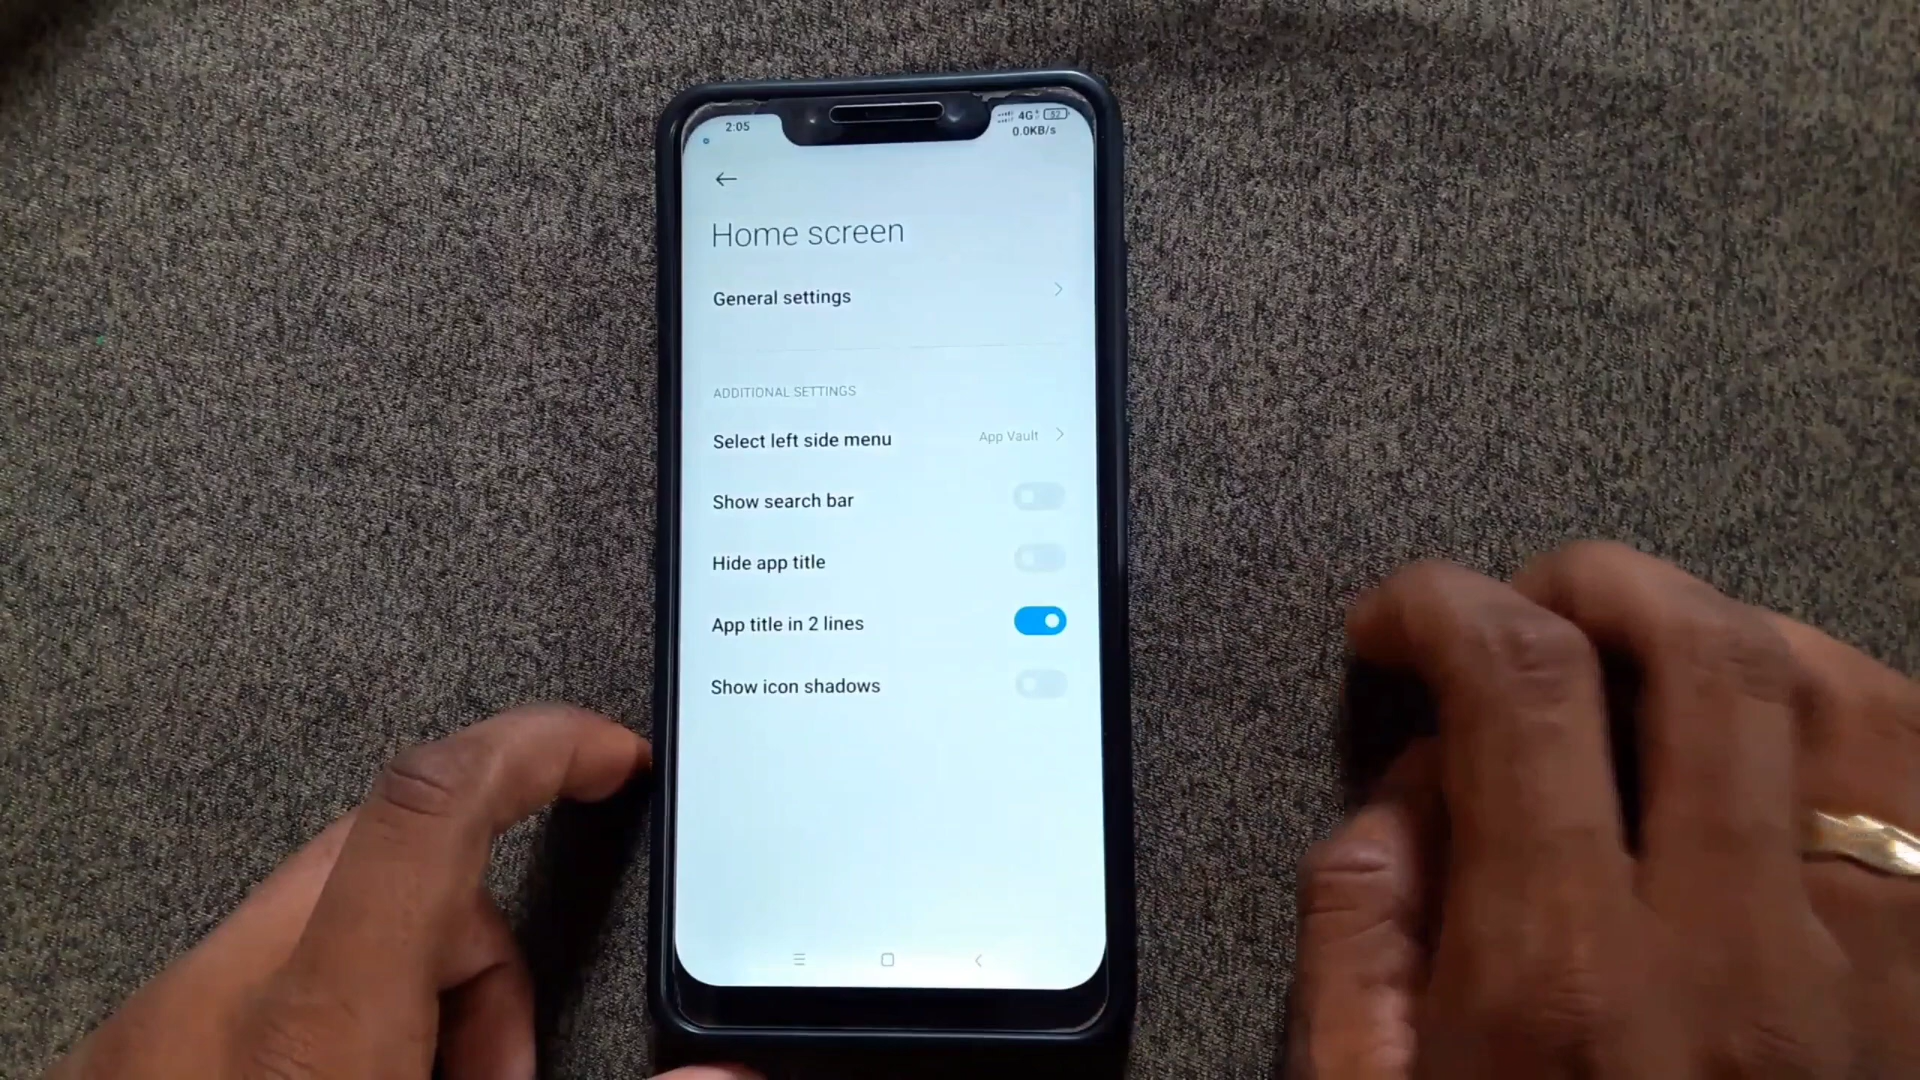 2:05
4G 52
0.0KB/s
Home screen
General settings
ADDITIONAL SETTINGS
Select left side menu App Vault
Show search bar
Hide app title
App title in 2 lines
Show icon shadows